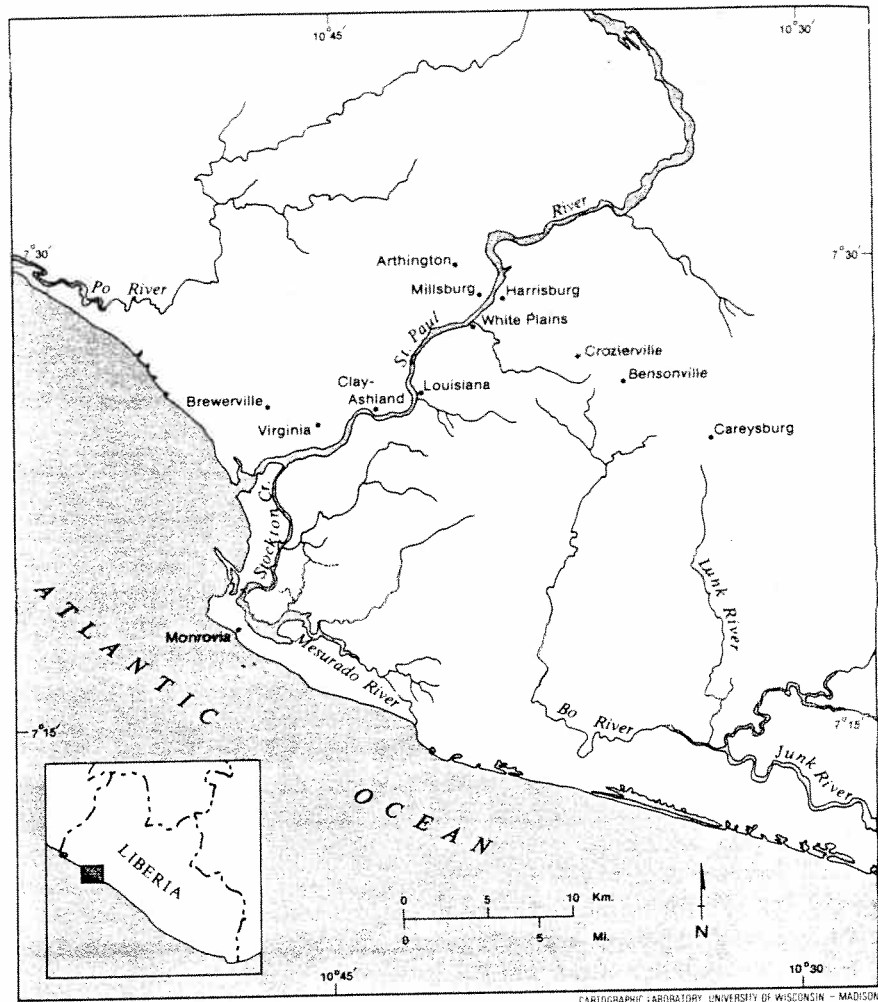 10°45′
10°30′
River
7°30′
7°30′
Arthington
Po River
Millsburg
Harrisburg
St. Paul
White Plains
Crozierville
Clay-
Ashland
Louisiana
Bensonville
Brewerville
Virginia
Careysburg
Stockton Cr.
Junk River
ATLANTIC
Monrovia
Mesurado River
Bo River
7°15′
7°15′
Junk River
OCEAN
LIBERIA
0 5 10 Km.
0 5 Mi.
N
10°45′
10°30′
CARTOGRAPHIC LABORATORY UNIVERSITY OF WISCONSIN - MADISON